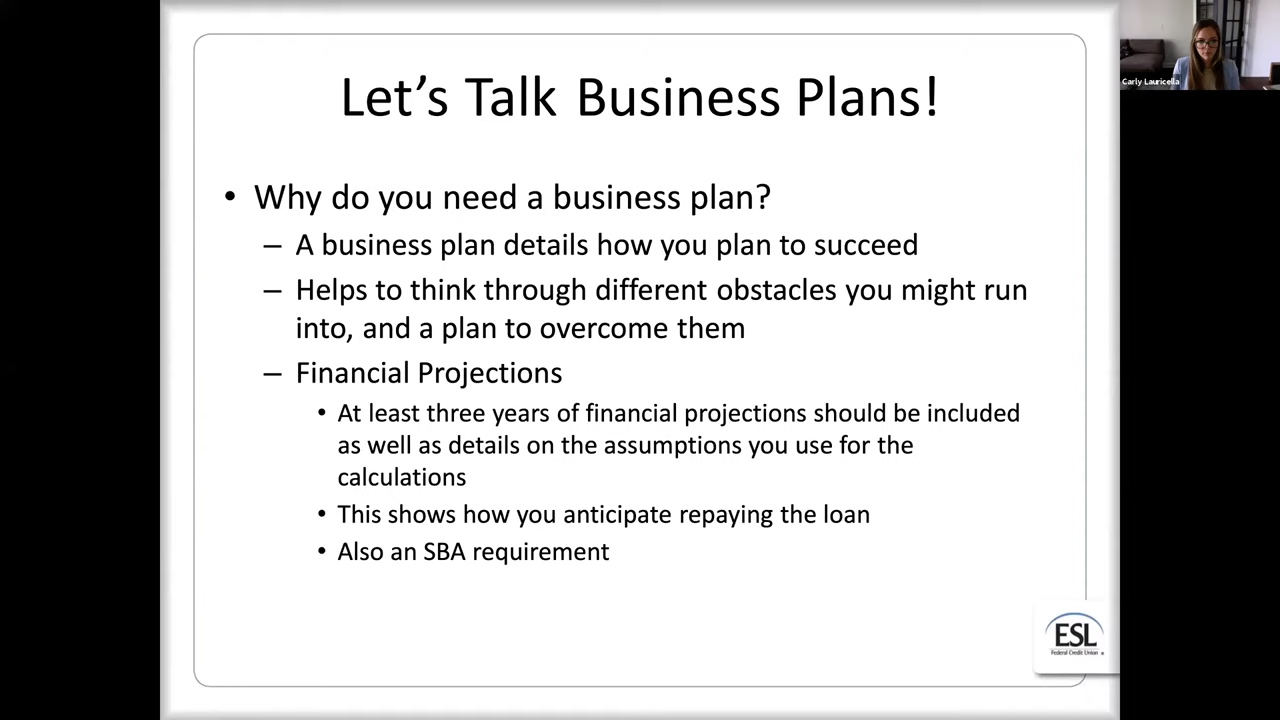 Let's Talk Business Plans!
• Why do you need a business plan?
– A business plan details how you plan to succeed
– Helps to think through different obstacles you might run
into, and a plan to overcome them
– Financial Projections
• At least three years of financial projections should be included
as well as details on the assumptions you use for the
calculations
• This shows how you anticipate repaying the loan
• Also an SBA requirement
ESL
Federal Credit Union
Carly Lauricella